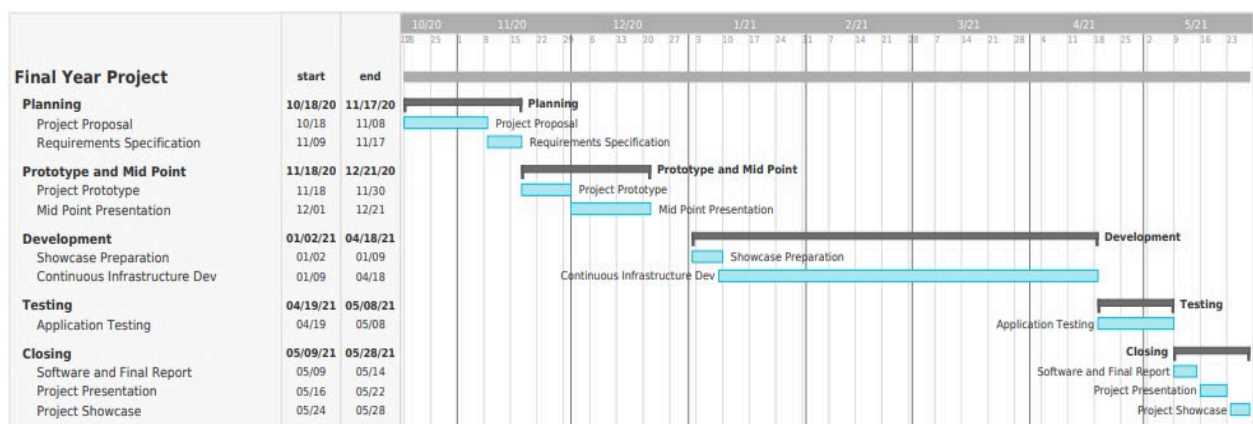 10/20 11/20 12/20 1/21 2/21 3/21 4/21 5/21
18 25 1 8 15 22 29 6 13 20 27 3 10 17 24 31 7 14 21 28 7 14 21 28 4 11 18 25 2 9 16 23
Final Year Project start end
Planning 10/18/20 11/17/20 Planning
Project Proposal 10/18 11/08 Project Proposal
Requirements Specification 11/09 11/17 Requirements Specification
Prototype and Mid Point 11/18/20 12/21/20 Prototype and Mid Point
Project Prototype 11/18 11/30 Project Prototype
Mid Point Presentation 12/01 12/21 Mid Point Presentation
Development 01/02/21 04/18/21 Development
Showcase Preparation 01/02 01/09 Showcase Preparation
Continuous Infrastructure Dev 01/09 04/18 Continuous Infrastructure Dev
Testing 04/19/21 05/08/21 Testing
Application Testing 04/19 05/08 Application Testing
Closing 05/09/21 05/28/21 Closing
Software and Final Report 05/09 05/14 Software and Final Report
Project Presentation 05/16 05/22 Project Presentation
Project Showcase 05/24 05/28 Project Showcase